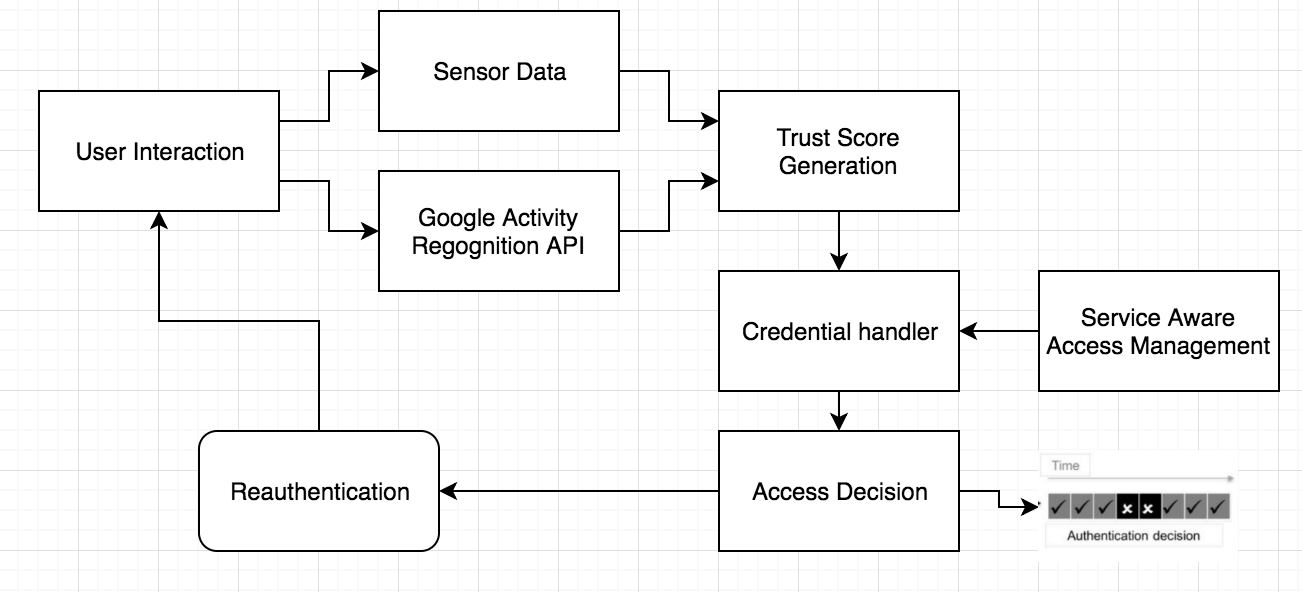 Sensor Data
User Interaction
Trust Score
Generation
Google Activity
Regognition API
Credential handler
Service Aware
Access Management
Reauthentication
Access Decision
Time
Authentication decision